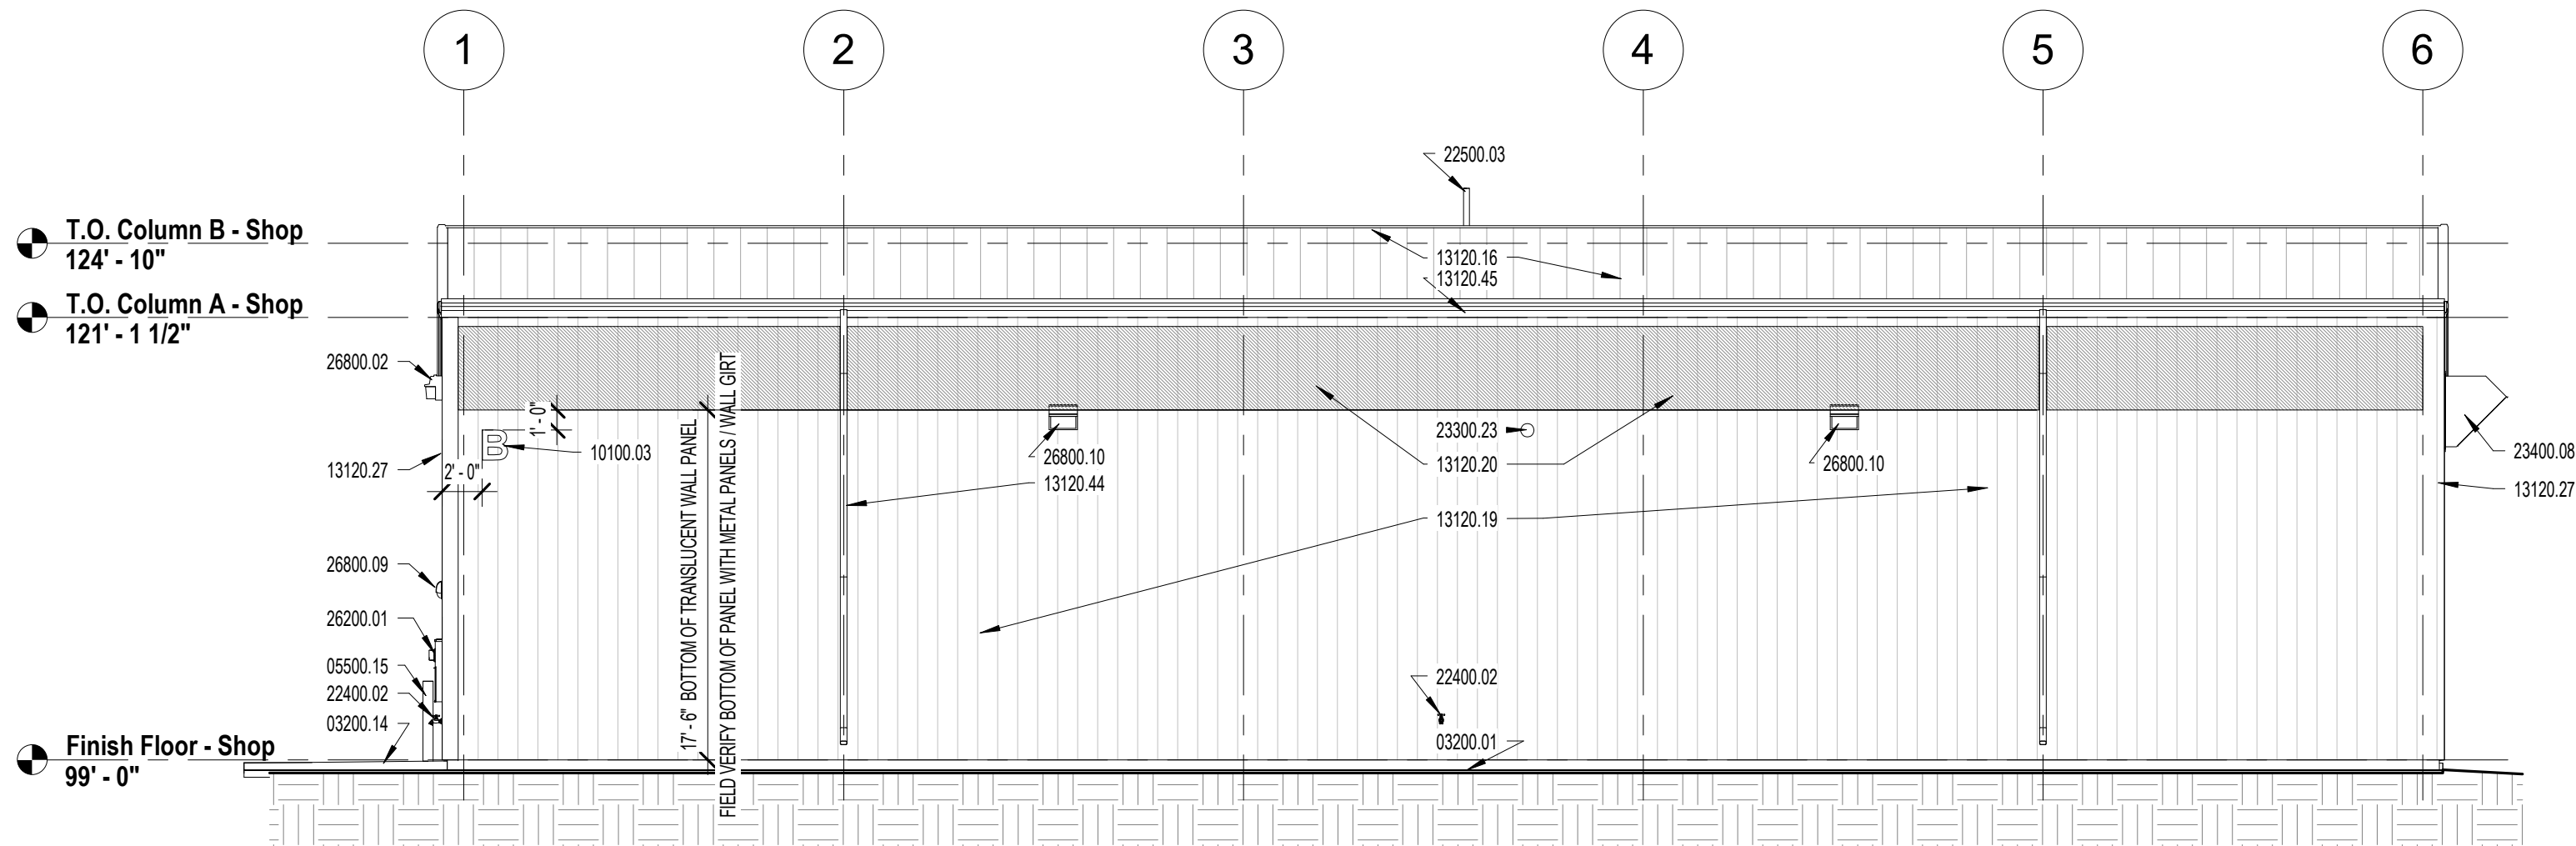 1
2
3
4
5
6
22500.03
T.O. Column B - Shop
124' - 10"
13120.16
13120.45
T.O. Column A - Shop
121' - 1 1/2"
26800.02
1' - 0"
B
10100.03
13120.27
2' - 0"
26800.10
13120.44
23300.23
13120.20
26800.10
23400.08
13120.27
13120.19
17' - 6" BOTTOM OF TRANSLUCENT WALL PANEL
FIELD VERIFY BOTTOM OF PANEL WITH METAL PANELS / WALL GIRT
26800.09
26200.01
05500.15
22400.02
03200.14
22400.02
03200.01
Finish Floor - Shop
99' - 0"